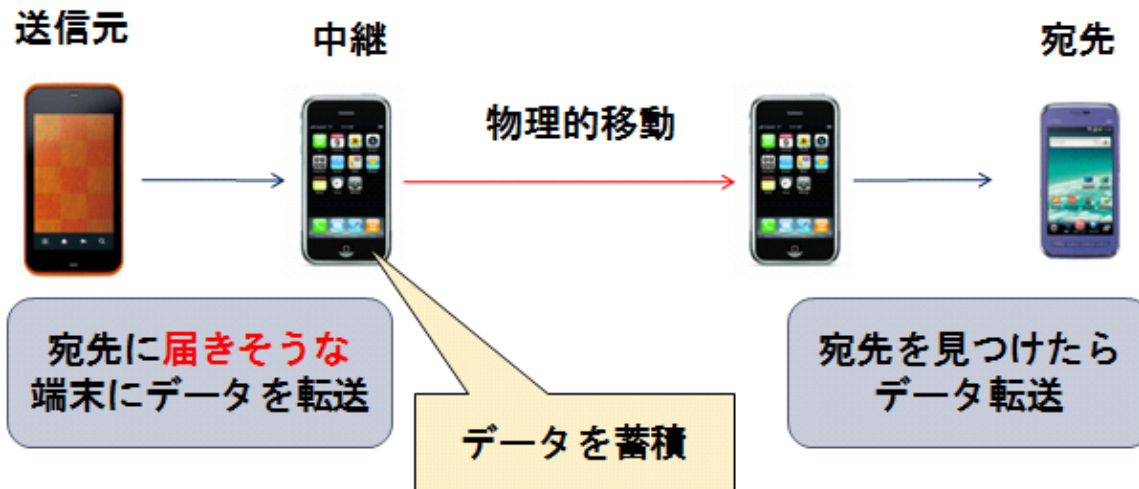 送信元
中継
宛先
物理的移動
宛先に届きそうな
端末にデータを転送
データを蓄積
宛先を見つけたら
データ転送